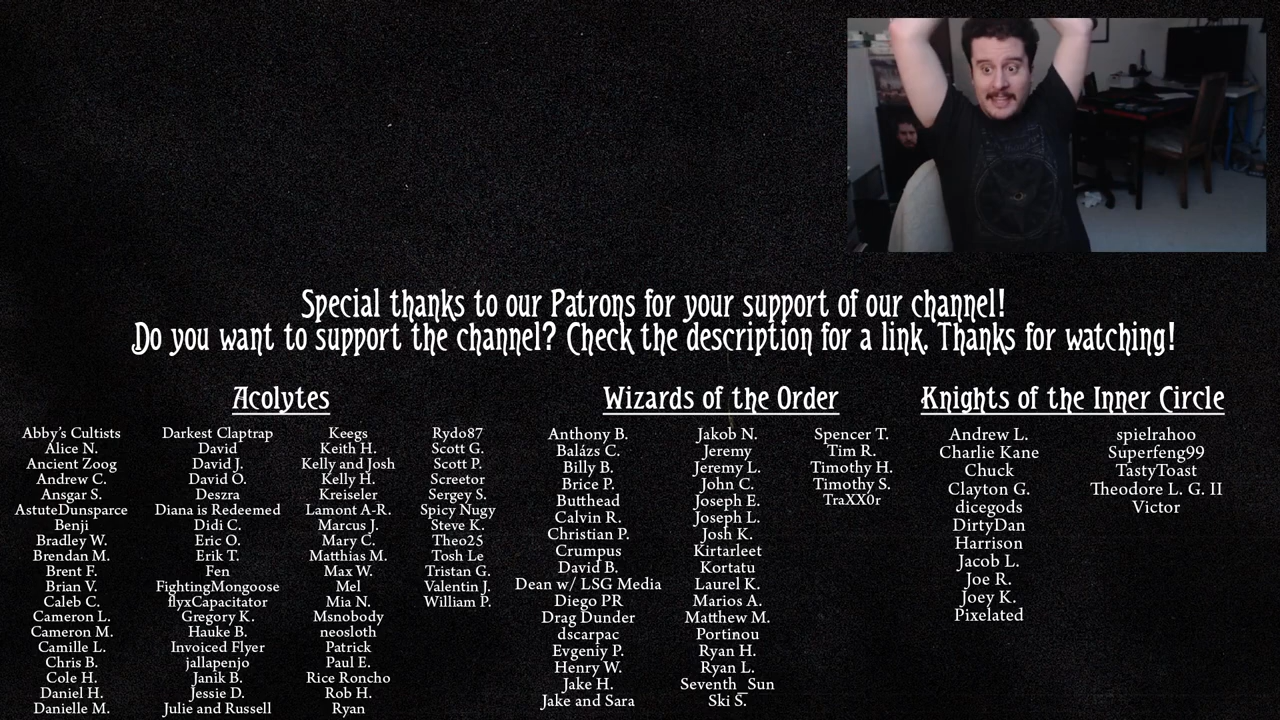 Special thanks to our Patrons for your support of our channel!
Do you want to support the channel? Check the description for a link. Thanks for watching!
Acolytes
Abby's Cultists
Alice N.
Ancient Zoog
Andrew C.
Ansgar S.
AstuteDunsparce
Benji
Bradley W.
Brendan M.
Brent F.
Brian V.
Caleb C.
Cameron L.
Cameron M.
Camille L.
Chris B.
Cole H.
Daniel H.
Danielle M.
Darkest Claptrap
David
David J.
David O.
Deszra
Diana is Redeemed
Didi C.
Eric O.
Erik T.
Fen
FightingMongoose
flyxCapacitator
Gregory K.
Hauke B.
Invoiced Flyer
jallapenjo
Janik B.
Jessie D.
Julie and Russell
Keegs
Keith H.
Kelly and Josh
Kelly H.
Kreiseler
Lamont A-R.
Marcus J.
Mary C.
Matthias M.
Max W.
Mel
Mia N.
Msnobody
neosloth
Patrick
Paul E.
Rice Roncho
Rob H.
Ryan
Rydo87
Scott G.
Scott P.
Screetor
Sergey S.
Spicy Nugy
Steve K.
Theo25
Tosh Le
Tristan G.
Valentin J.
William P.
Wizards of the Order
Anthony B.
Balázs C.
Billy B.
Brice P.
Butthead
Calvin R.
Christian P.
Crumpus
David B.
Dean w/ LSG Media
Diego PR
Drag Dunder
dscarpac
Evgeniy P.
Henry W.
Jake H.
Jake and Sara
Jakob N.
Jeremy
Jeremy L.
John C.
Joseph E.
Joseph L.
Josh K.
Kirtarleet
Kortatu
Laurel K.
Marios A.
Matthew M.
Portinou
Ryan H.
Ryan L.
Seventh_Sun
Ski S.
Spencer T.
Tim R.
Timothy H.
Timothy S.
TraXX0r
Knights of the Inner Circle
Andrew L.
Charlie Kane
Chuck
Clayton G.
dicegods
DirtyDan
Harrison
Jacob L.
Joe R.
Joey K.
Pixelated
spielrahoo
Superfeng99
TastyToast
Theodore L. G. II
Victor